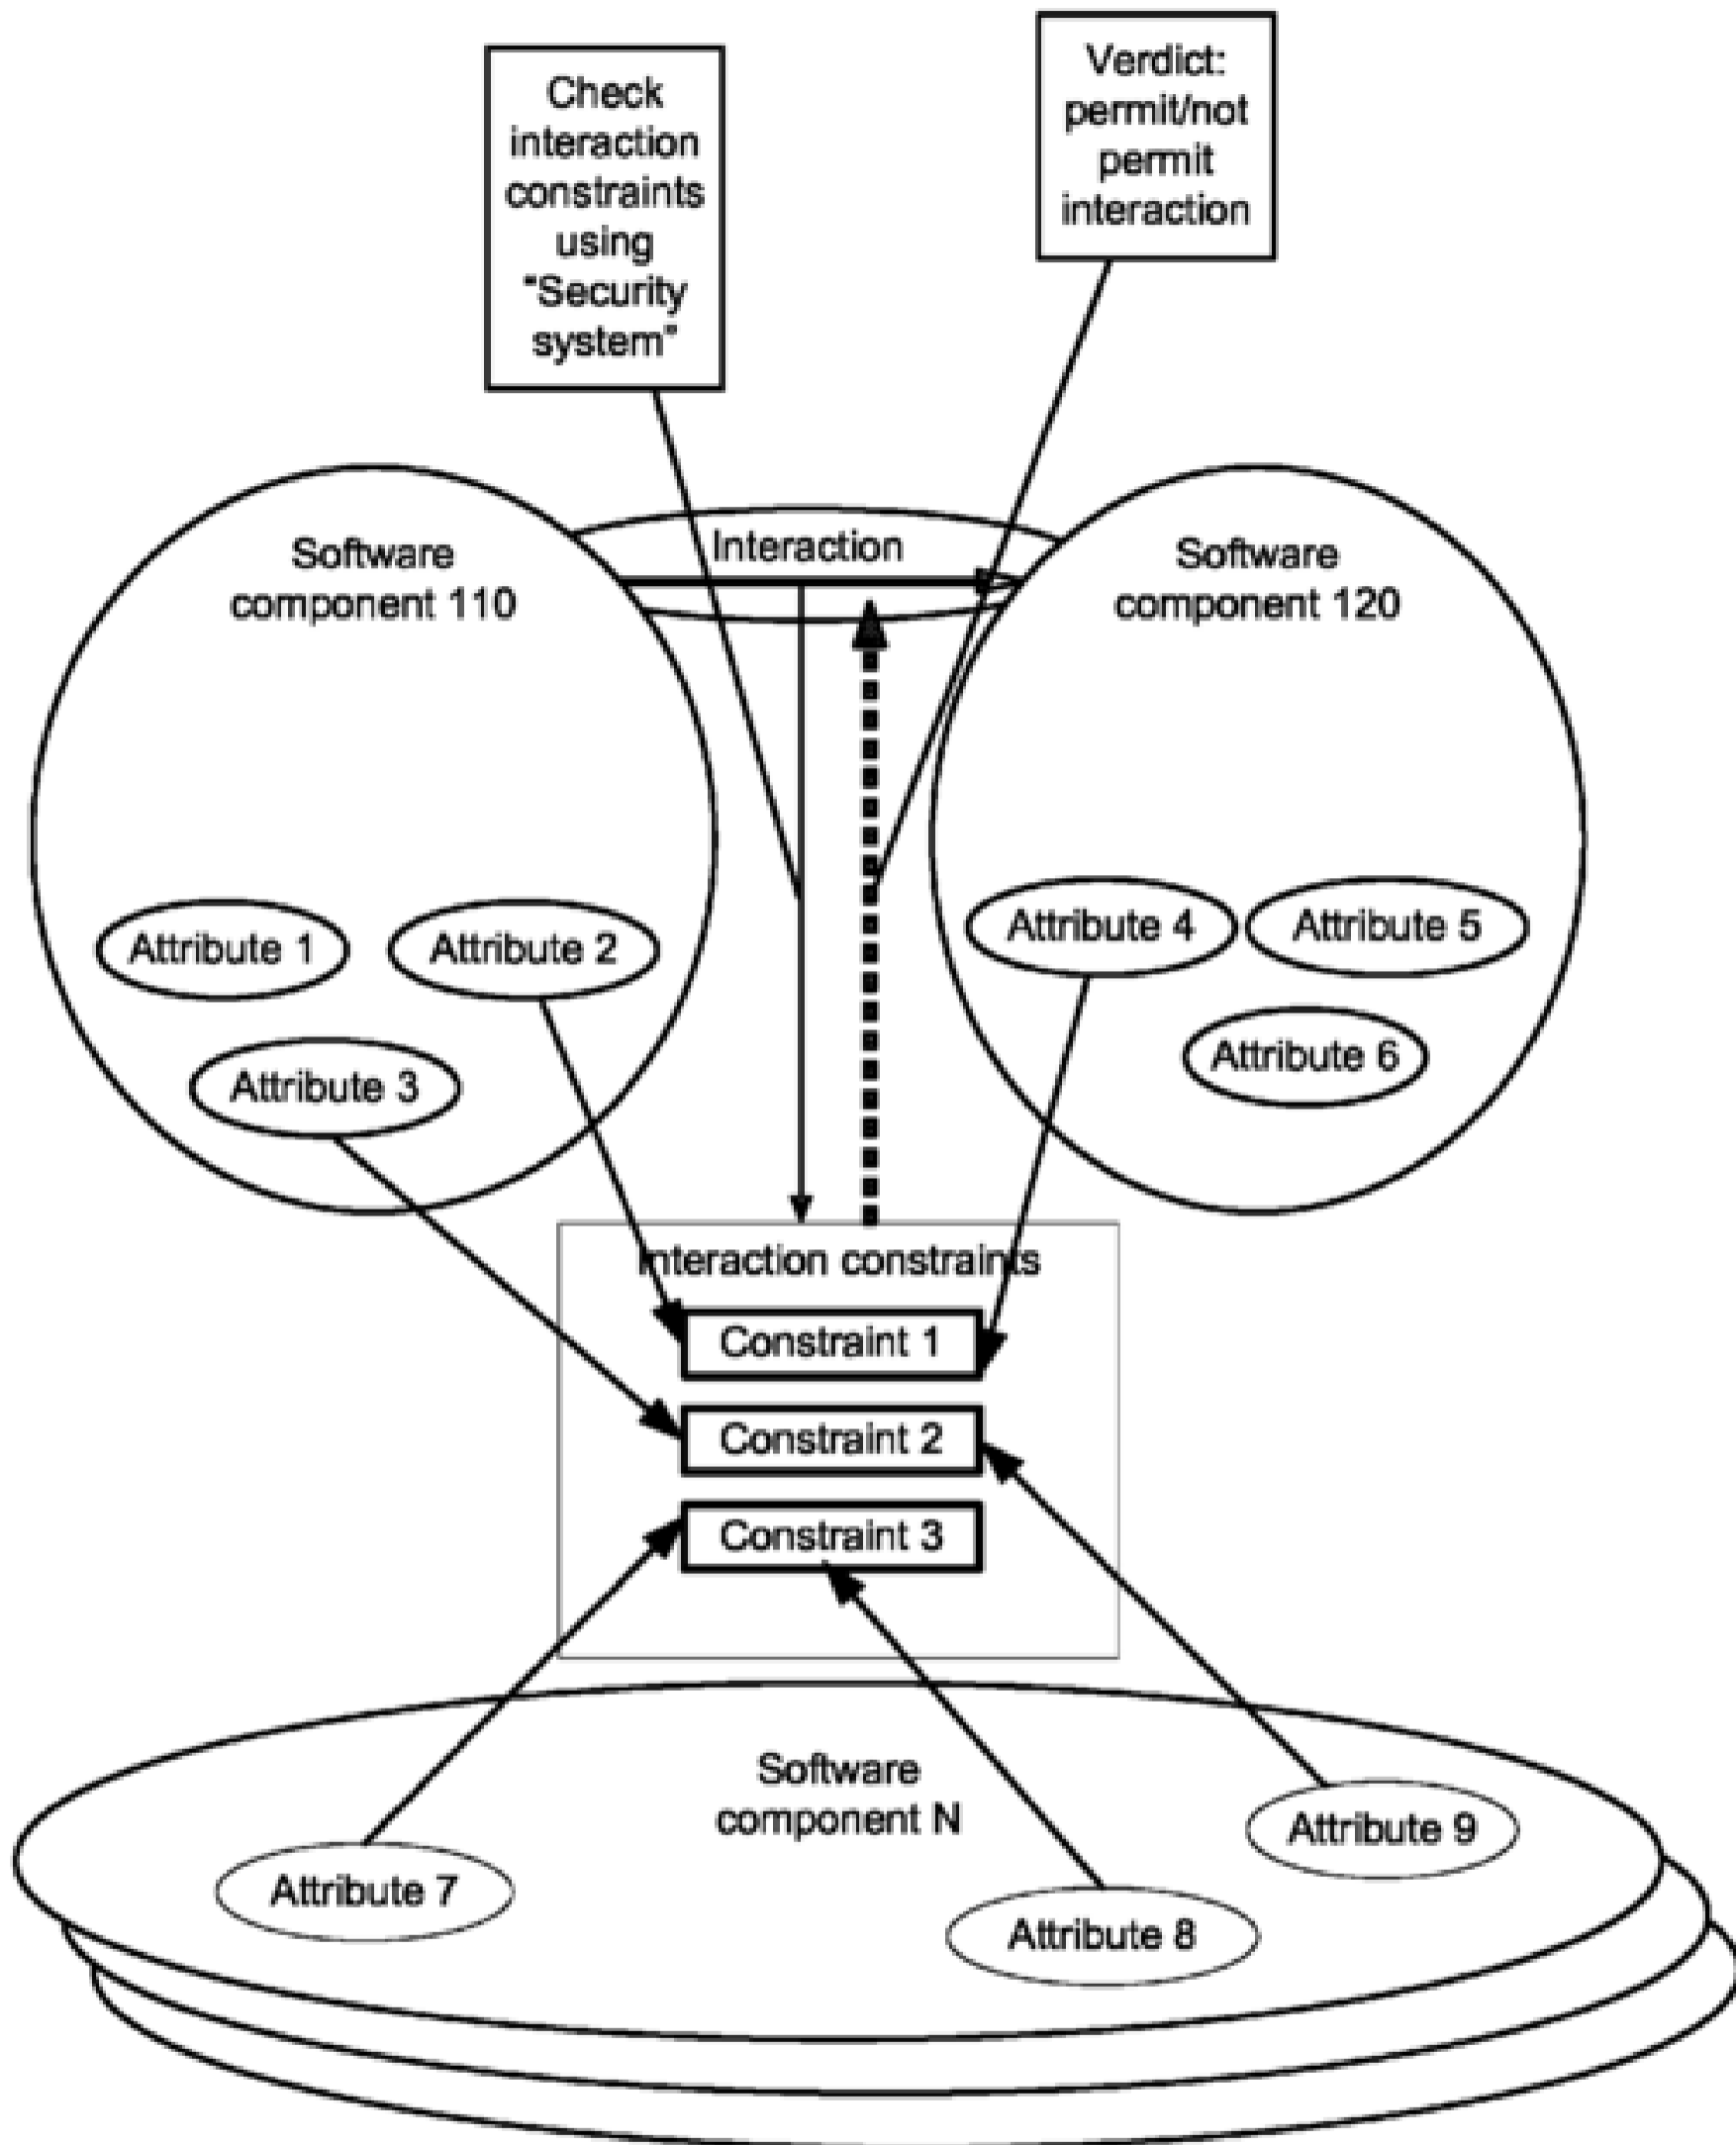 Check
interaction
constraints
using
"Security
system"
Verdict:
permit/not
permit
interaction
Software
component 110
Interaction
Software
component 120
Attribute 1
Attribute 2
Attribute 3
Attribute 4
Attribute 5
Attribute 6
Interaction constraints
Constraint 1
Constraint 2
Constraint 3
Software
component N
Attribute 7
Attribute 8
Attribute 9